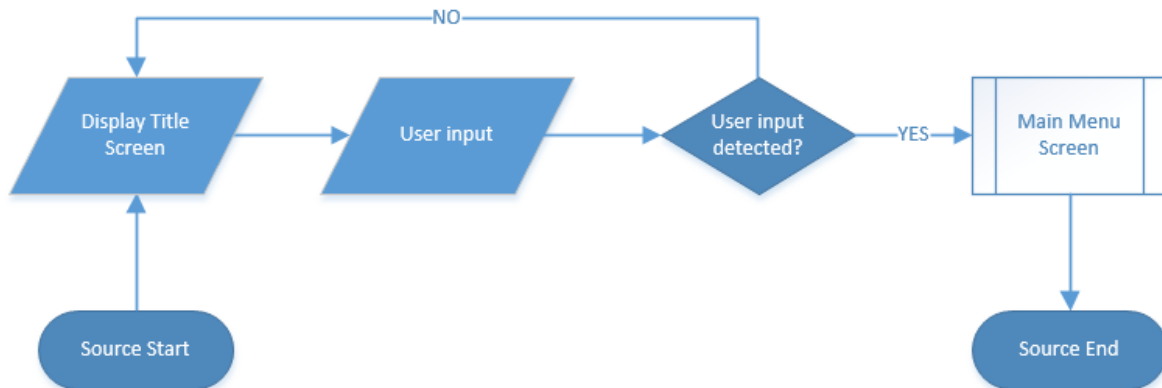 NO
Display Title
Screen
User input
User input
detected?
YES
Main Menu
Screen
Source Start
Source End